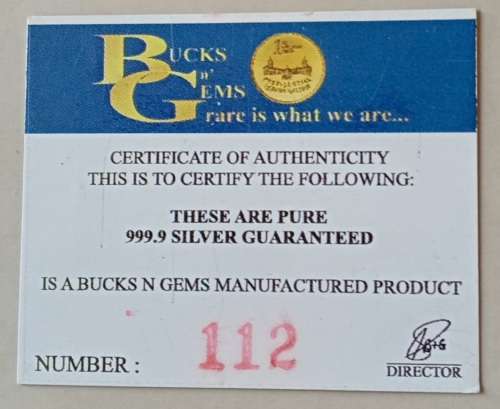 BUCKS
n'
GEMS
rare is what we are...
CERTIFICATE OF AUTHENTICITY
THIS IS TO CERTIFY THE FOLLOWING:
THESE ARE PURE
999.9 SILVER GUARANTEED
IS A BUCKS N GEMS MANUFACTURED PRODUCT
NUMBER : 112
DIRECTOR